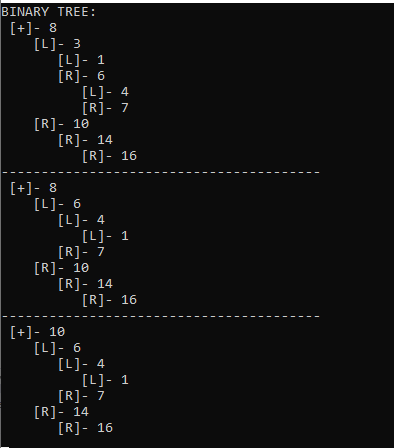 BINARY TREE:
[+]- 8
[L]- 3
[L]- 1
[R]- 6
[L]- 4
[R]- 7
[R]- 10
[R]- 14
[R]- 16
----------------------------------------
[+]- 8
[L]- 6
[L]- 4
[L]- 1
[R]- 7
[R]- 10
[R]- 14
[R]- 16
----------------------------------------
[+]- 10
[L]- 6
[L]- 4
[L]- 1
[R]- 7
[R]- 14
[R]- 16